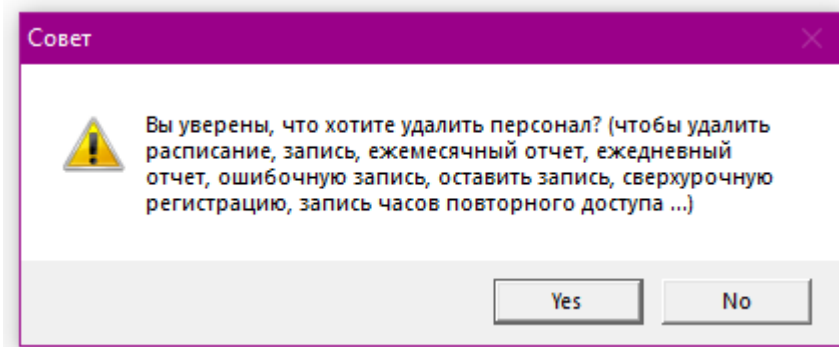 Совет
Вы уверены, что хотите удалить персонал? (чтобы удалить
расписание, запись, ежемесячный отчет, ежедневный
отчет, ошибочную запись, оставить запись, сверхурочную
регистрацию, запись часов повторного доступа ...)
Yes
No